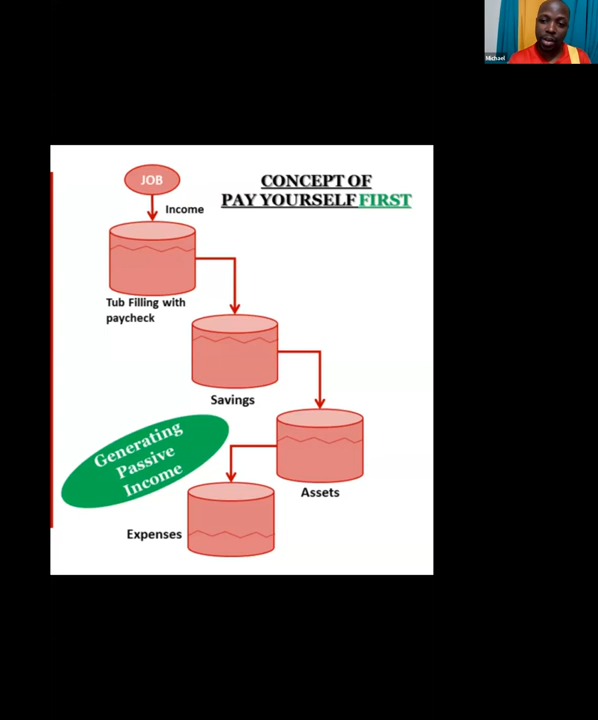 Michael
CONCEPT OF
PAY YOURSELF FIRST
JOB
Income
Tub Filling with
paycheck
Savings
Generating
Passive
Income
Assets
Expenses